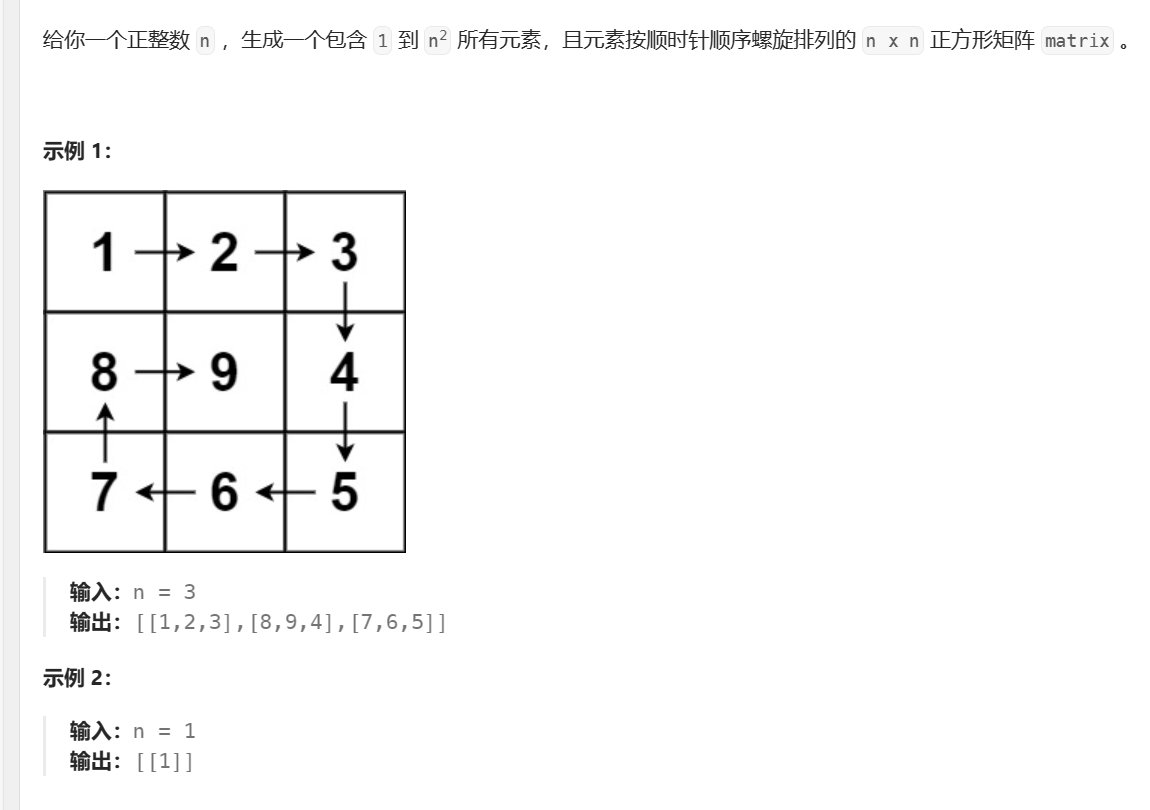 给你一个正整数 n ，生成一个包含 1 到 n² 所有元素，且元素按顺时针顺序螺旋排列的 n x n 正方形矩阵 matrix 。
示例 1：
1 2 3
8 9 4
7 6 5
输入：n = 3
输出：[[1,2,3],[8,9,4],[7,6,5]]
示例 2：
输入：n = 1
输出：[[1]]